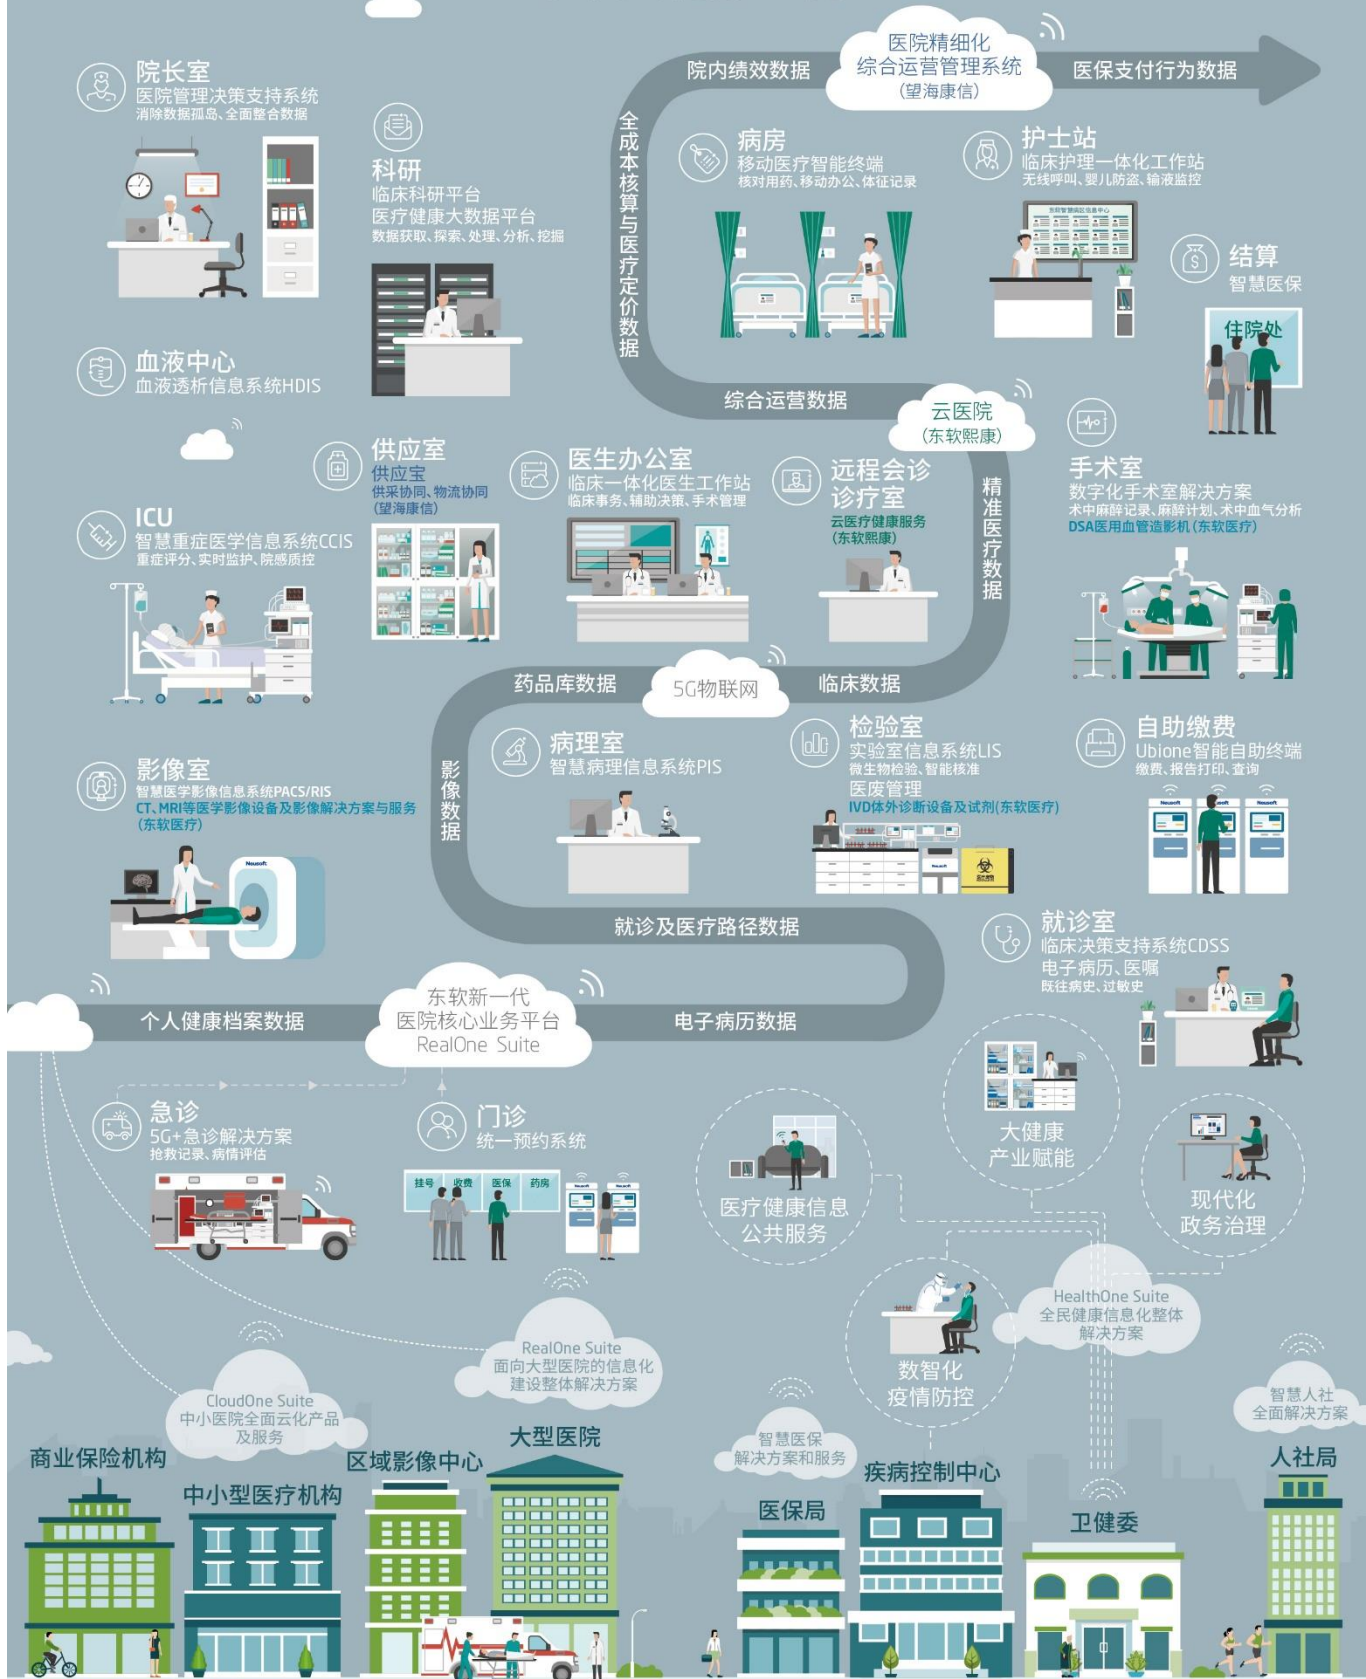 医院精细化
综合运营管理系统
(望海康信)
院内绩效数据
医保支付行为数据
院长室
医院管理决策支持系统
消除数据孤岛、全面整合数据
科研
临床科研平台
医疗健康大数据平台
数据获取、探索、处理、分析、挖掘
全成本核算与医疗定价数据
病房
移动医疗智能终端
核对用药、移动办公、体征记录
护士站
临床护理一体化工作站
无线呼叫、婴儿防盗、输液监控
结算
智慧医保
住院处
血液中心
血液透析信息系统HDIS
综合运营数据
云医院
(东软熙康)
供应室
供应宝
供采协同、物流协同
(望海康信)
医生办公室
临床一体化医生工作站
临床事务、辅助决策、手术管理
远程会诊
诊疗室
云医疗健康服务
(东软熙康)
精准医疗数据
手术室
数字化手术室解决方案
术中麻醉记录、麻醉计划、术中血气分析
DSA医用血管造影机(东软医疗)
ICU
智慧重症医学信息系统CCIS
重症评分、实时监护、院感质控
药品库数据
5G物联网
临床数据
影像数据
影像室
智慧医学影像信息系统PACS/RIS
CT、MRI等医学影像设备及影像解决方案与服务
(东软医疗)
Neusoft
病理室
智慧病理信息系统PIS
检验室
实验室信息系统LIS
微生物检验、智能核准
医废管理
IVD体外诊断设备及试剂(东软医疗)
Neusoft
自助缴费
Ubione智能自助终端
缴费、报告打印、查询
Neusoft
Neusoft
Neusoft
就诊及医疗路径数据
就诊室
临床决策支持系统CDSS
电子病历、医嘱
既往病史、过敏史
个人健康档案数据
东软新一代
医院核心业务平台
RealOne Suite
电子病历数据
急诊
5G+急诊解决方案
抢救记录、病情评估
门诊
统一预约系统
挂号
收费
医保
药房
医疗健康信息
公共服务
大健康
产业赋能
现代化
政务治理
数智化
疫情防控
HealthOne Suite
全民健康信息化整体
解决方案
RealOne Suite
面向大型医院的信息化
建设整体解决方案
CloudOne Suite
中小医院全面云化产品
及服务
智慧医保
解决方案和服务
智慧人社
全面解决方案
商业保险机构
中小型医疗机构
区域影像中心
大型医院
医保局
疾病控制中心
卫健委
人社局